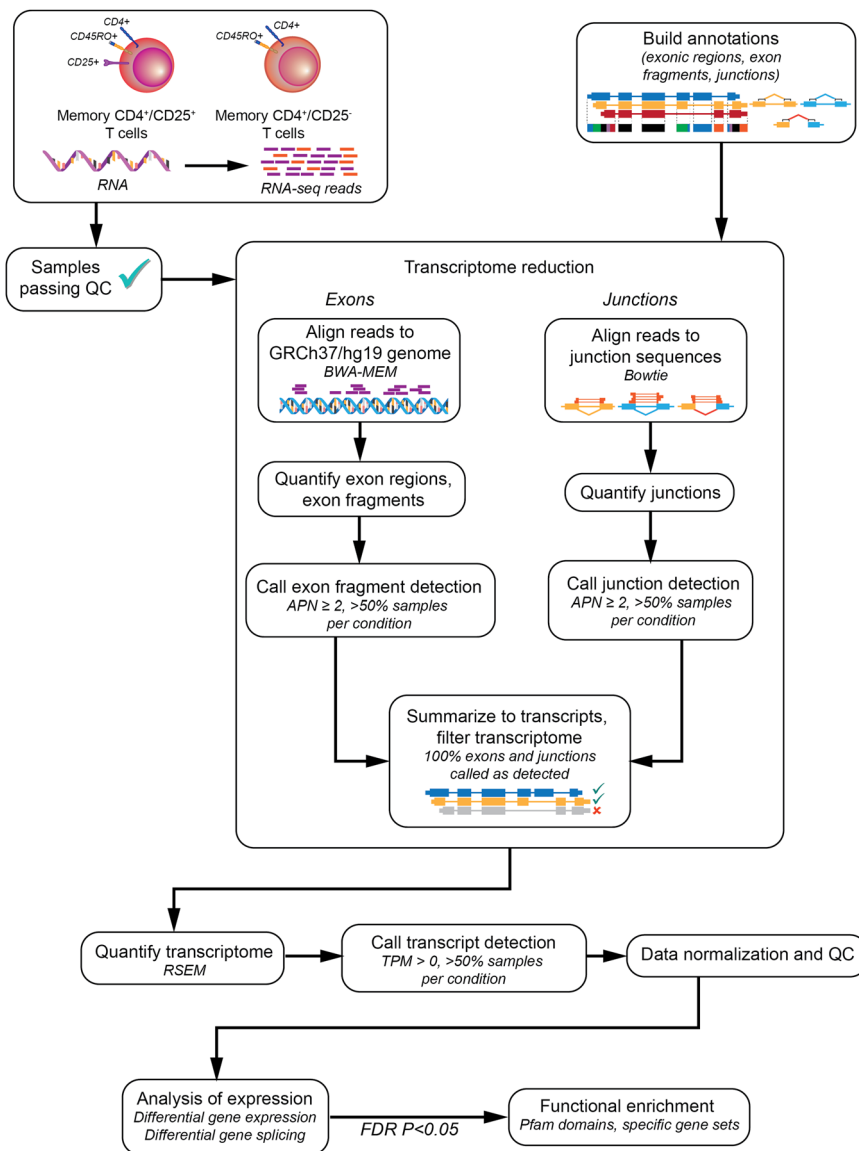 CD4+
CD45RO+
CD25+
CD4+
CD45RO+
Memory CD4⁺/CD25⁺
T cells
Memory CD4⁺/CD25⁻
T cells
RNA
RNA-seq reads
Build annotations
(exonic regions, exon
fragments, junctions)
Samples
passing QC
Transcriptome reduction
Exons
Junctions
Align reads to
GRCh37/hg19 genome
BWA-MEM
Align reads to
junction sequences
Bowtie
Quantify exon regions,
exon fragments
Quantify junctions
Call exon fragment detection
APN ≥ 2, >50% samples
per condition
Call junction detection
APN ≥ 2, >50% samples
per condition
Summarize to transcripts,
filter transcriptome
100% exons and junctions
called as detected
Quantify transcriptome
RSEM
Call transcript detection
TPM > 0, >50% samples
per condition
Data normalization and QC
Analysis of expression
Differential gene expression
Differential gene splicing
FDR P<0.05
Functional enrichment
Pfam domains, specific gene sets